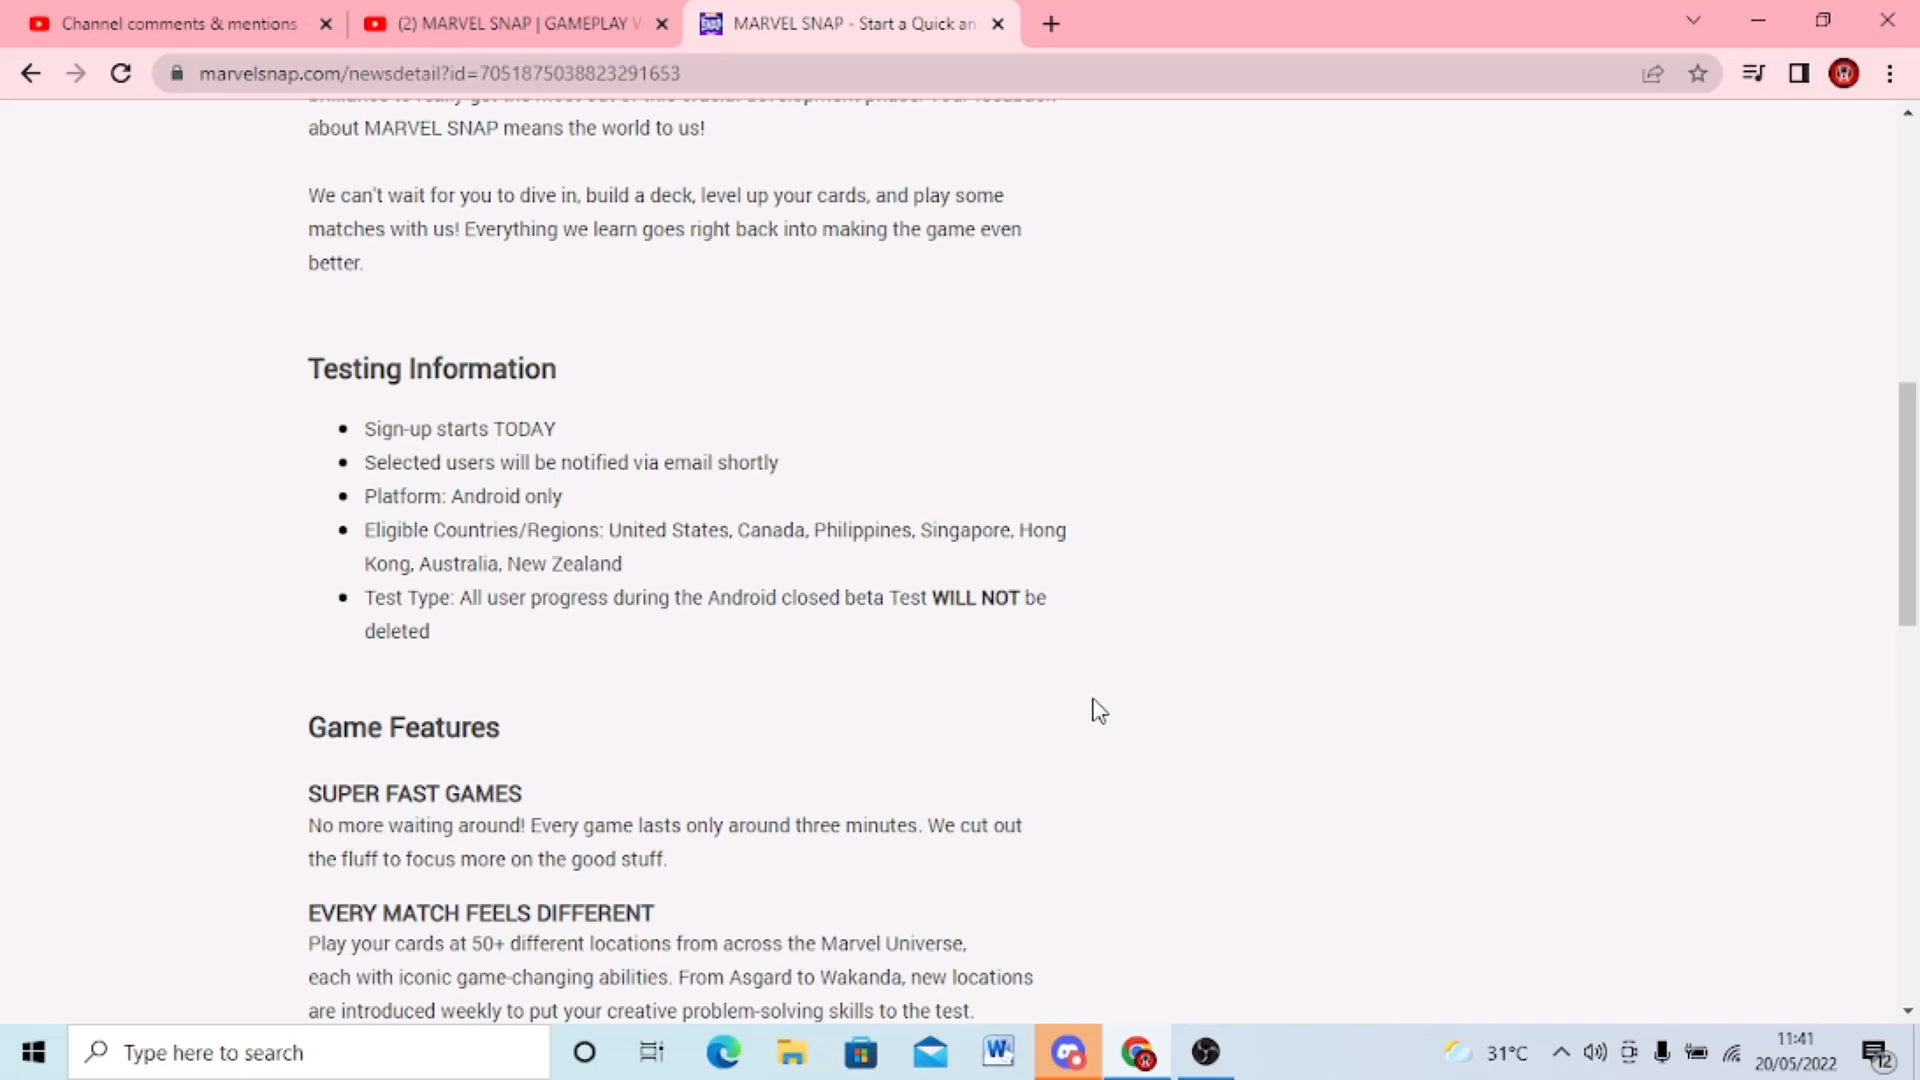 Channel comments & mentions
(2) MARVEL SNAP | GAMEPLAY
MARVEL SNAP - Start a Quick an
marvelsnap.com/newsdetail?id=7051875038823291653
about MARVEL SNAP means the world to us!
We can't wait for you to dive in, build a deck, level up your cards, and play some
matches with us! Everything we learn goes right back into making the game even
better.
Testing Information
• Sign-up starts TODAY
• Selected users will be notified via email shortly
• Platform: Android only
• Eligible Countries/Regions: United States, Canada, Philippines, Singapore, Hong
Kong, Australia, New Zealand
• Test Type: All user progress during the Android closed beta Test WILL NOT be
deleted
Game Features
SUPER FAST GAMES
No more waiting around! Every game lasts only around three minutes. We cut out
the fluff to focus more on the good stuff.
EVERY MATCH FEELS DIFFERENT
Play your cards at 50+ different locations from across the Marvel Universe,
each with iconic game-changing abilities. From Asgard to Wakanda, new locations
are introduced weekly to put your creative problem-solving skills to the test.
Type here to search
31°C
11:41
20/05/2022
12